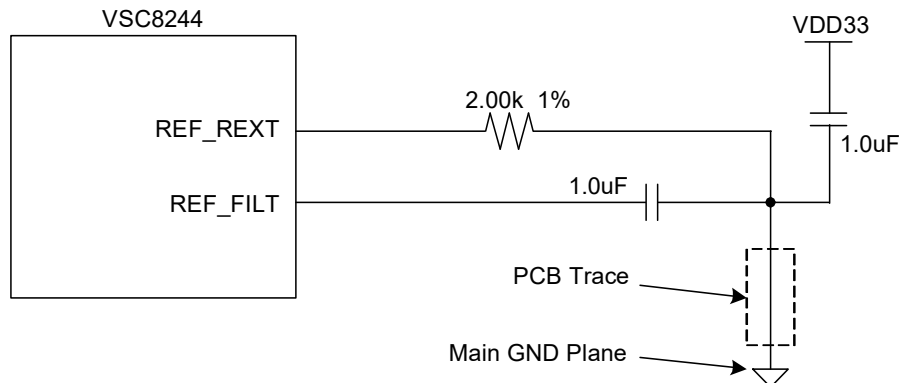 VSC8244
VDD33
2.00k 1%
REF_REXT
1.0uF
1.0uF
REF_FILT
PCB Trace
Main GND Plane